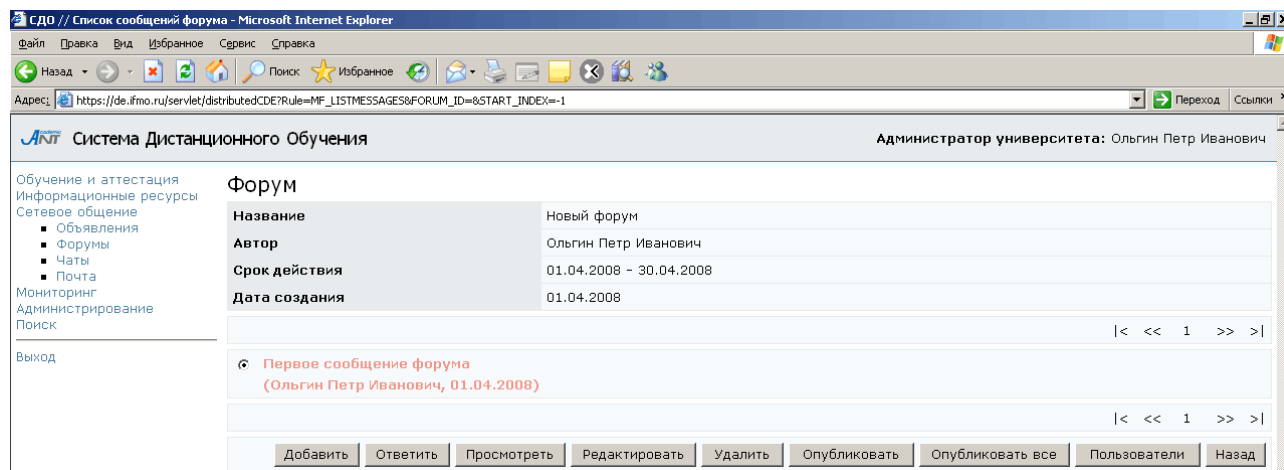 СДО // Список сообщений форума - Microsoft Internet Explorer
Файл Правка Вид Избранное Сервис Справка
Назад Поиск Избранное
Адрес: https://de.ifmo.ru/servlet/distributedCDE?Rule=MF_LISTMESSAGES&FORUM_ID=&START_INDEX=-1 Переход Ссылки »
Academic ANT Система Дистанционного Обучения Администратор университета: Ольгин Петр Иванович
Обучение и аттестация
Информационные ресурсы
Сетевое общение
Объявления
Форумы
Чаты
Почта
Мониторинг
Администрирование
Поиск
Выход
Форум
Название Новый форум
Автор Ольгин Петр Иванович
Срок действия 01.04.2008 - 30.04.2008
Дата создания 01.04.2008
|< << 1 >> >|
Первое сообщение форума
(Ольгин Петр Иванович, 01.04.2008)
|< << 1 >> >|
Добавить Ответить Просмотреть Редактировать Удалить Опубликовать Опубликовать все Пользователи Назад